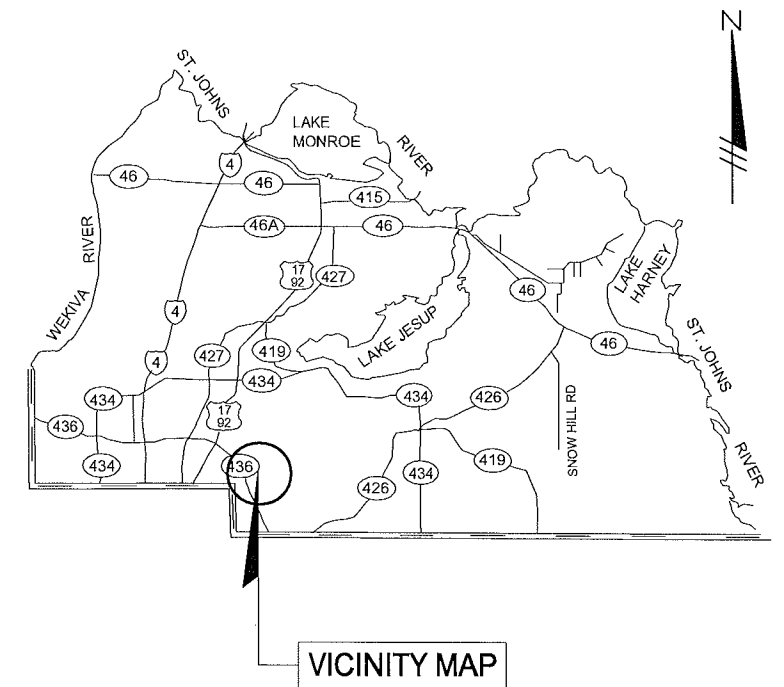 N
ST. JOHNS
RIVER
LAKE
MONROE
4
46
46
415
46A
46
WEKIVA
RIVER
17
92
427
LAKE
HARNEY
46
4
LAKE JESUP
ST. JOHNS
RIVER
46
427
419
4
434
434
434
426
17
92
436
SNOW HILL RD
434
436
426
434
419
VICINITY MAP